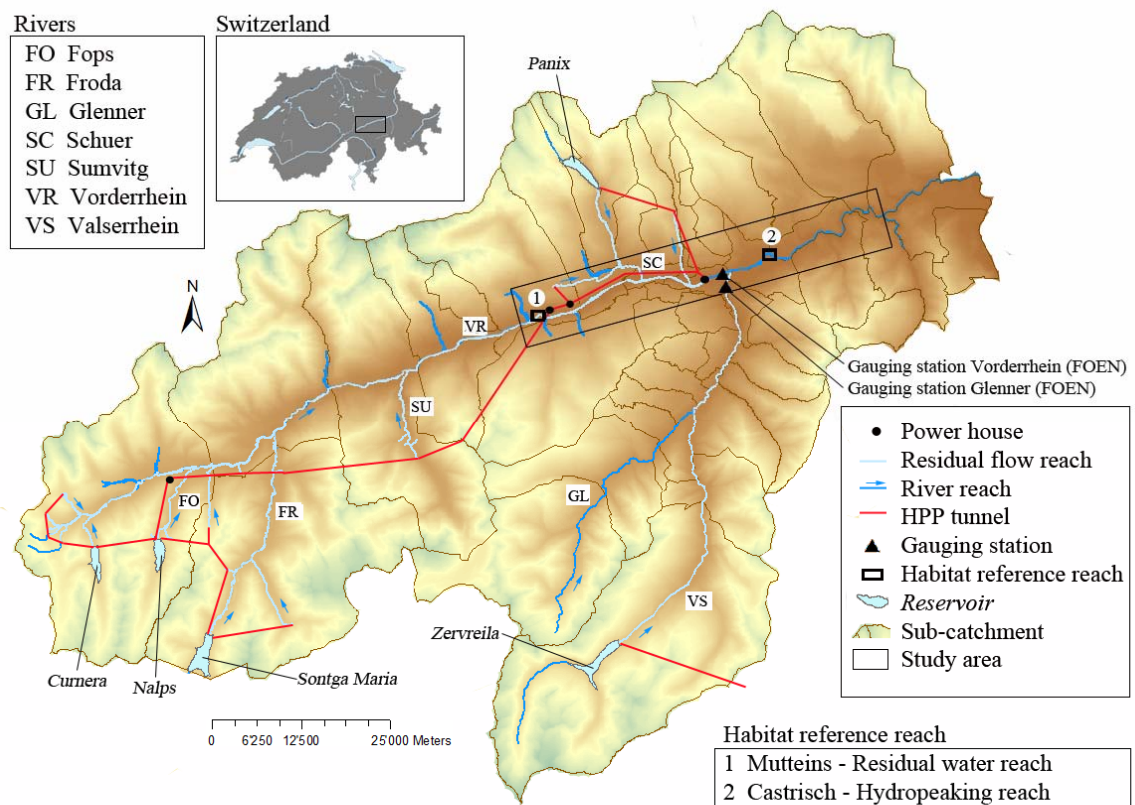 Rivers
FO Fops
FR Froda
GL Glenner
SC Schuer
SU Sumvitg
VR Vorderrhein
VS Valserrhein
Switzerland
Panix
2
SC
N
1
VR
Gauging station Vorderrhein (FOEN)
Gauging station Glenner (FOEN)
SU
Power house
Residual flow reach
River reach
HPP tunnel
Gauging station
Habitat reference reach
Reservoir
Sub-catchment
Study area
FO
FR
GL
VS
Zervreila
Curnera
Nalps
Sontga Maria
0 6'250 12'500 25'000 Meters
Habitat reference reach
1 Mutteins - Residual water reach
2 Castrisch - Hydropeaking reach